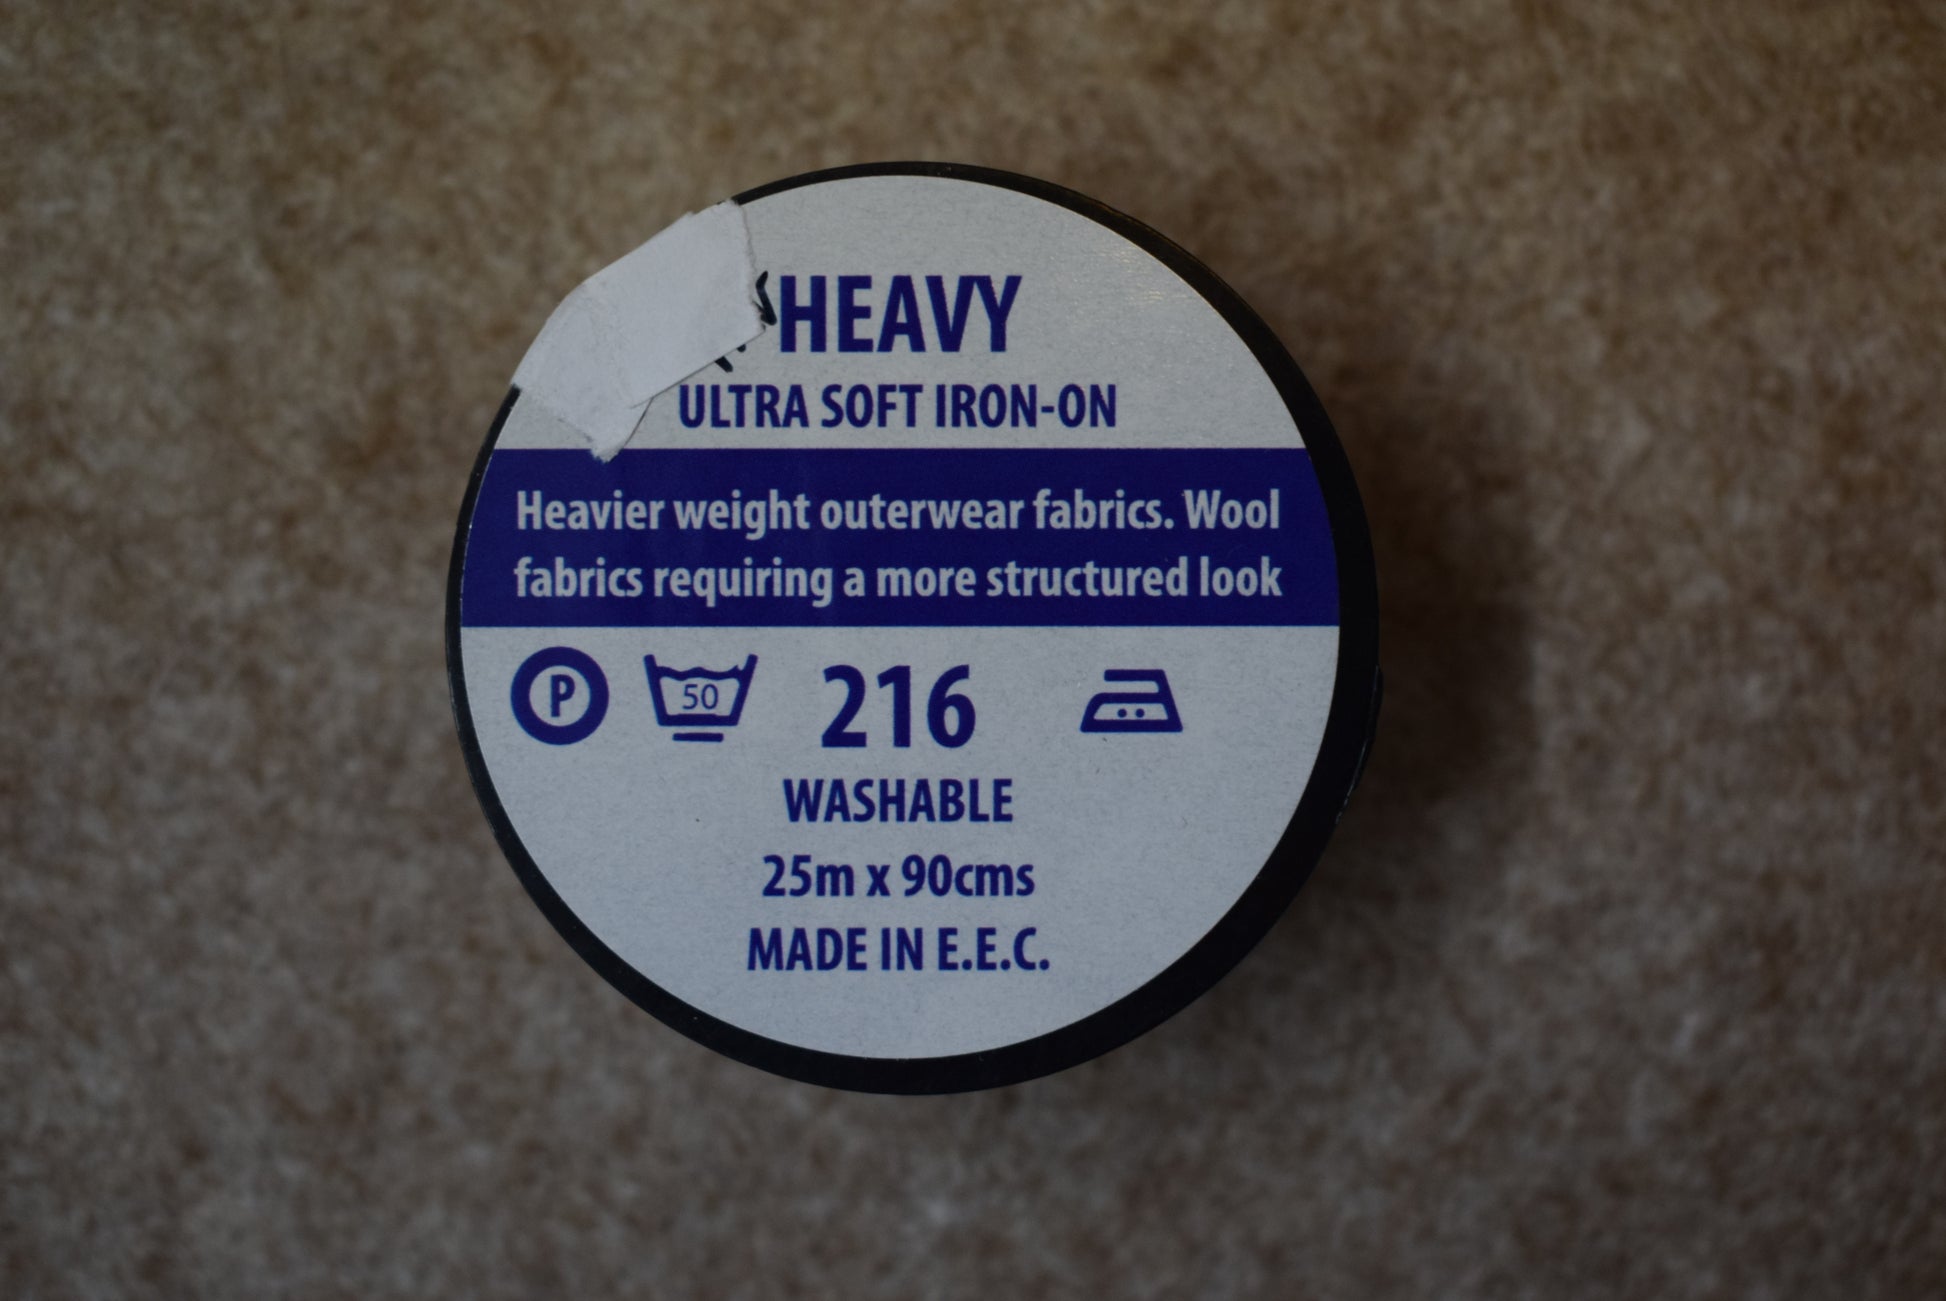 HEAVY
ULTRA SOFT IRON-ON
Heavier weight outerwear fabrics. Wool
fabrics requiring a more structured look
P 50 216
WASHABLE
25m x 90cms
MADE IN E.E.C.